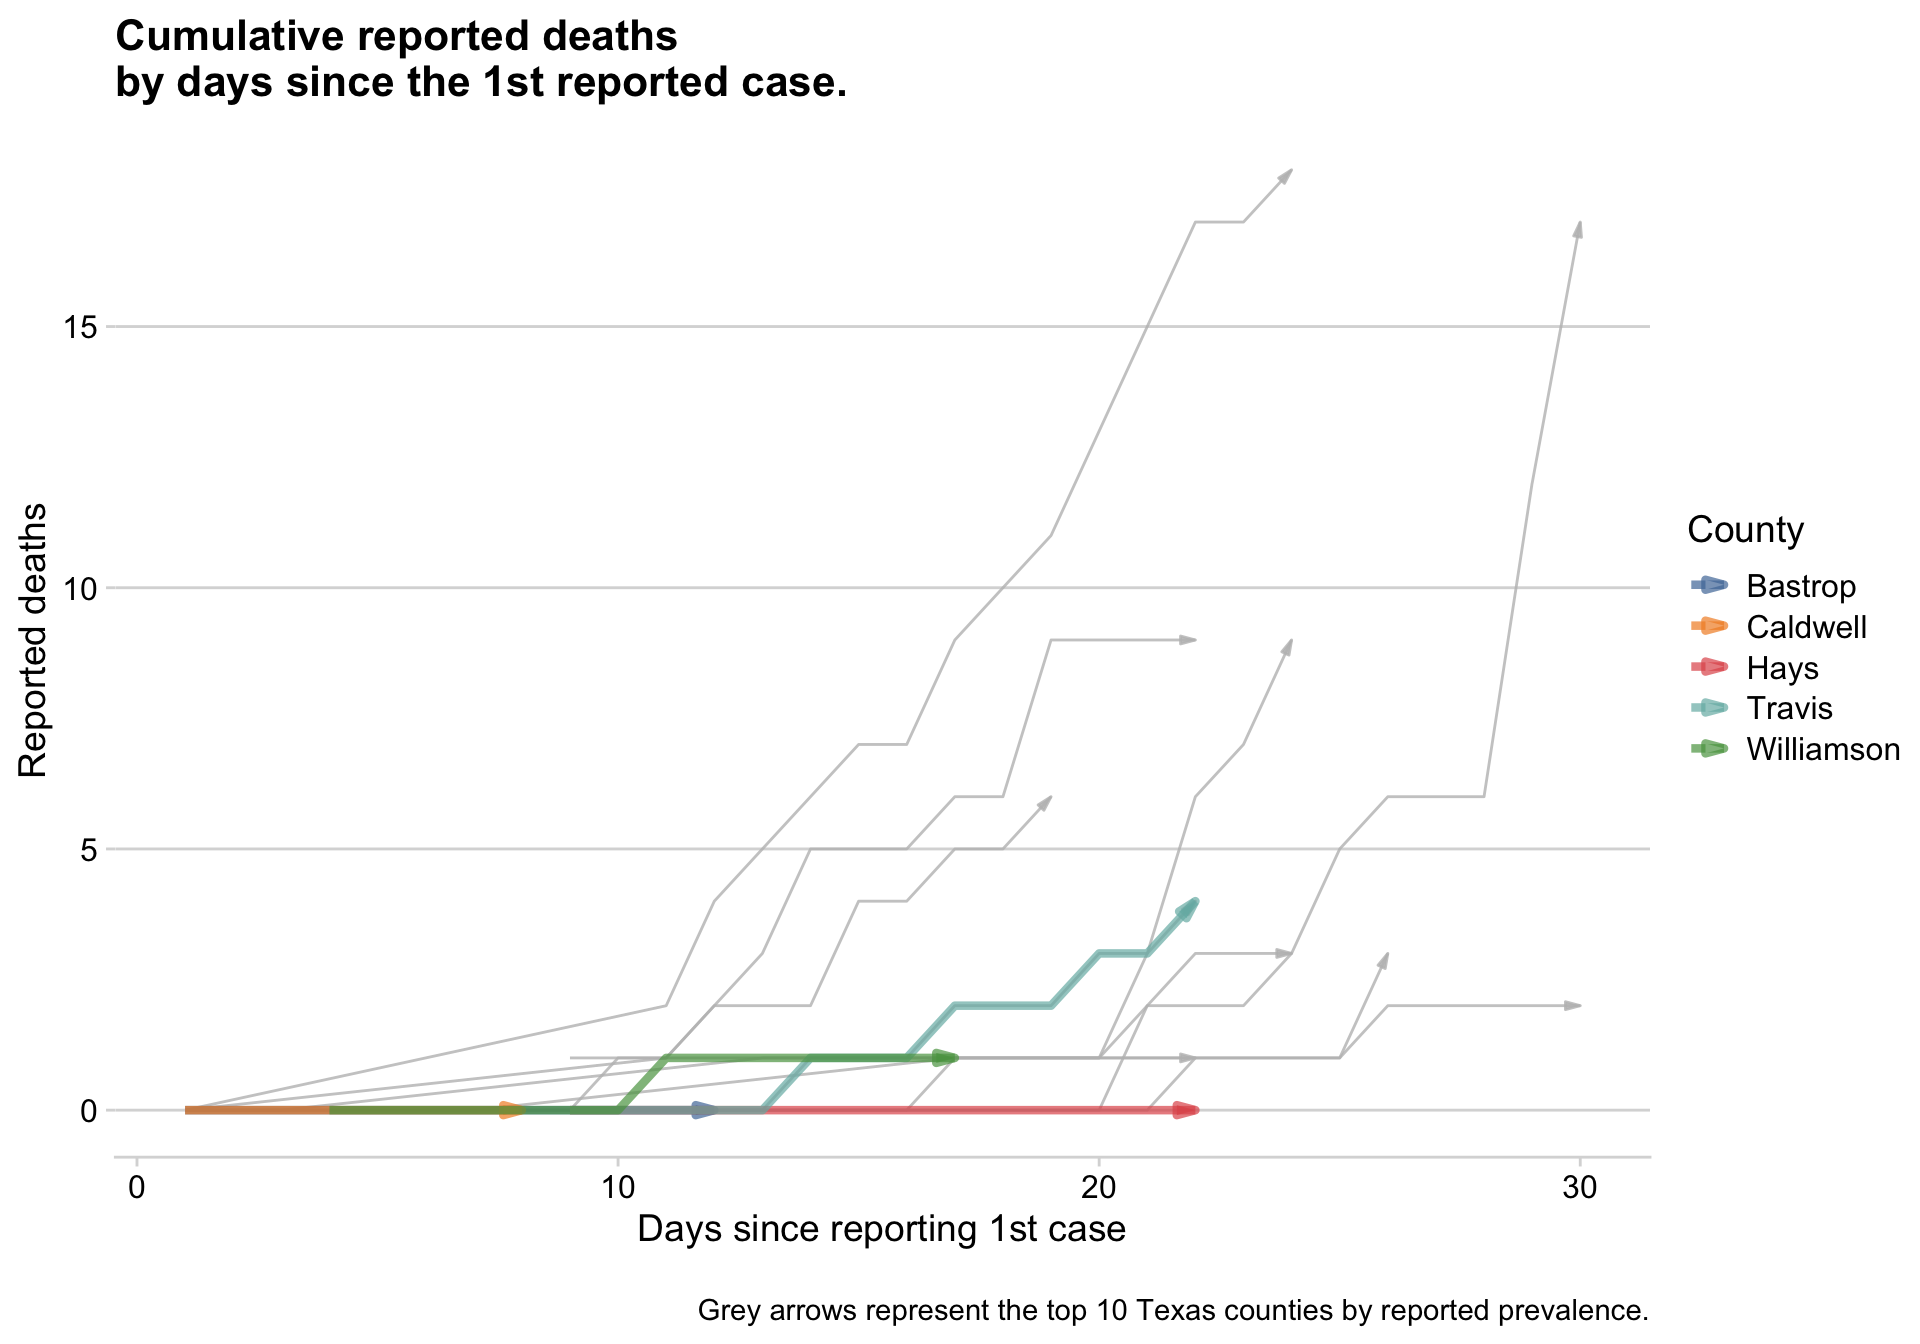 Cumulative reported deaths
by days since the 1st reported case.
Reported deaths
15
10
5
0
0 10 20 30
Days since reporting 1st case
County
Bastrop
Caldwell
Hays
Travis
Williamson
Grey arrows represent the top 10 Texas counties by reported prevalence.